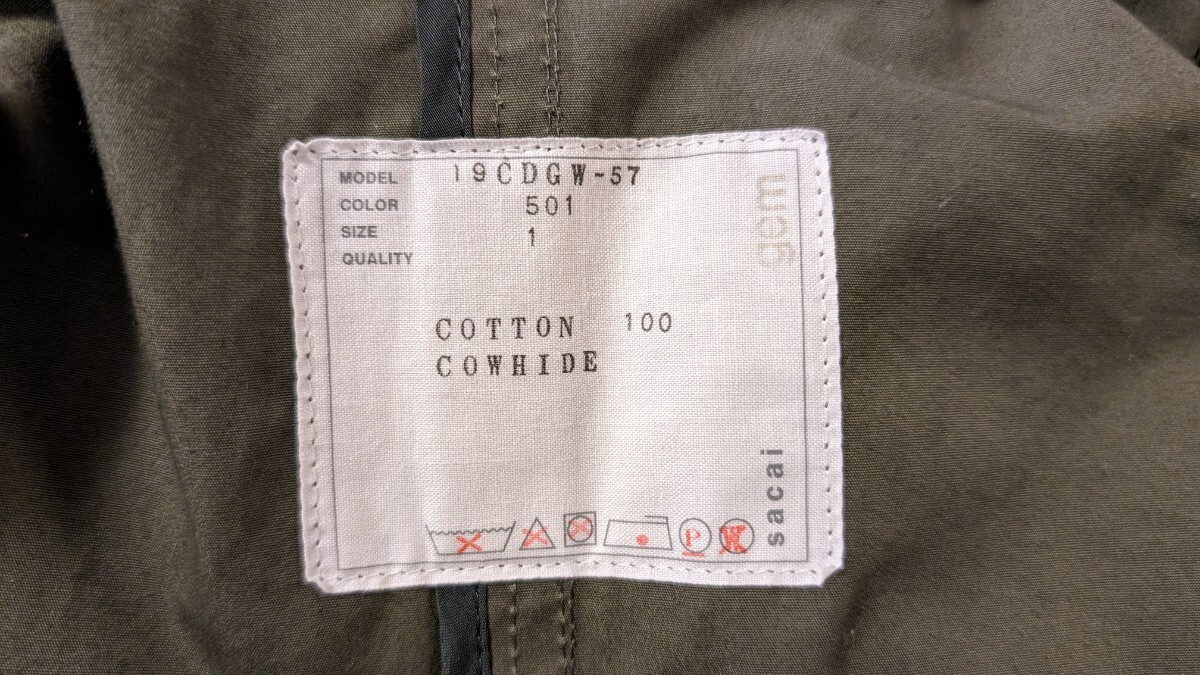 MODEL 19CDGW-57
COLOR 501
SIZE 1
QUALITY
COTTON 100
COWHIDE
gem
sacai
P
W